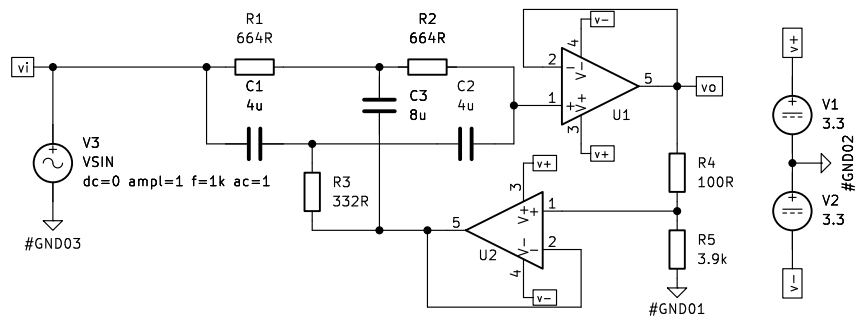 R1
664R
R2
664R
v-
v+
vi
4
2
-
V-
5
vo
C1
4u
C3
8u
C2
4u
1
+
V+
3
U1
V1
3.3
V3
VSIN
dc=0 ampl=1 f=1k ac=1
v+
R3
332R
v+
3
R4
100R
#GND02
V+
+
1
5
V2
3.3
U2
V-
-
2
4
R5
3.9k
#GND03
v-
v-
#GND01